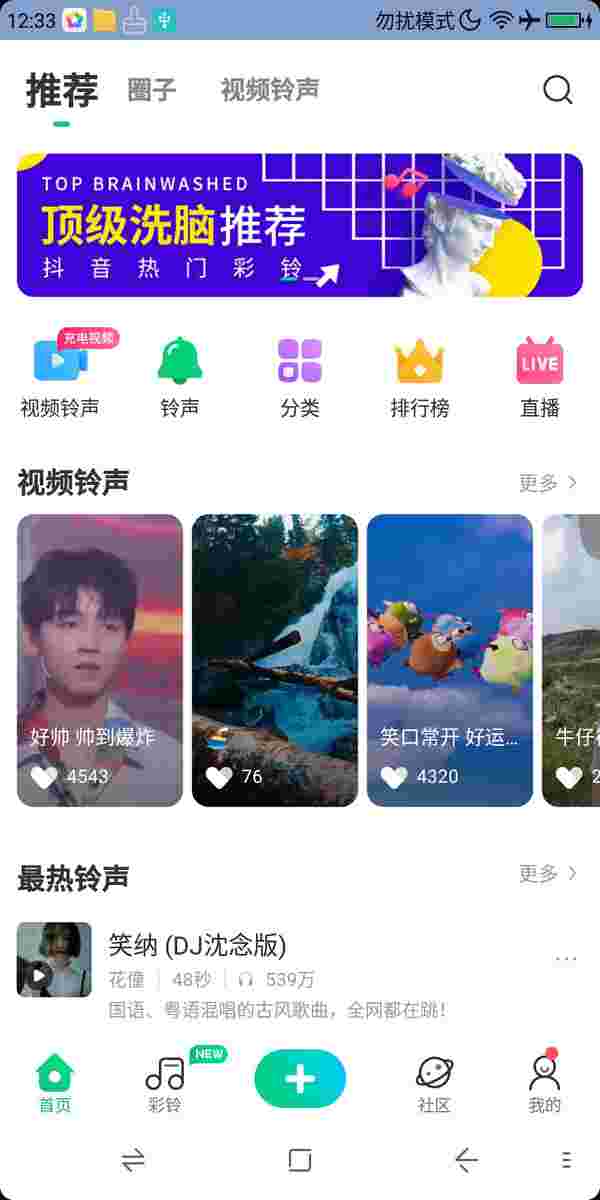 12:33
勿扰模式
推荐
圈子
视频铃声
TOP BRAINWASHED
顶级洗脑推荐
抖音热门彩铃
充电视频
LIVE
视频铃声
铃声
分类
排行榜
直播
视频铃声
更多
好帅 帅到爆炸
4543
76
笑口常开 好运...
4320
牛仔
2
最热铃声
更多
笑纳 (DJ沈念版)
花僮
48秒
539万
国语、粤语混唱的古风歌曲，全网都在跳！
NEW
首页
彩铃
社区
我的